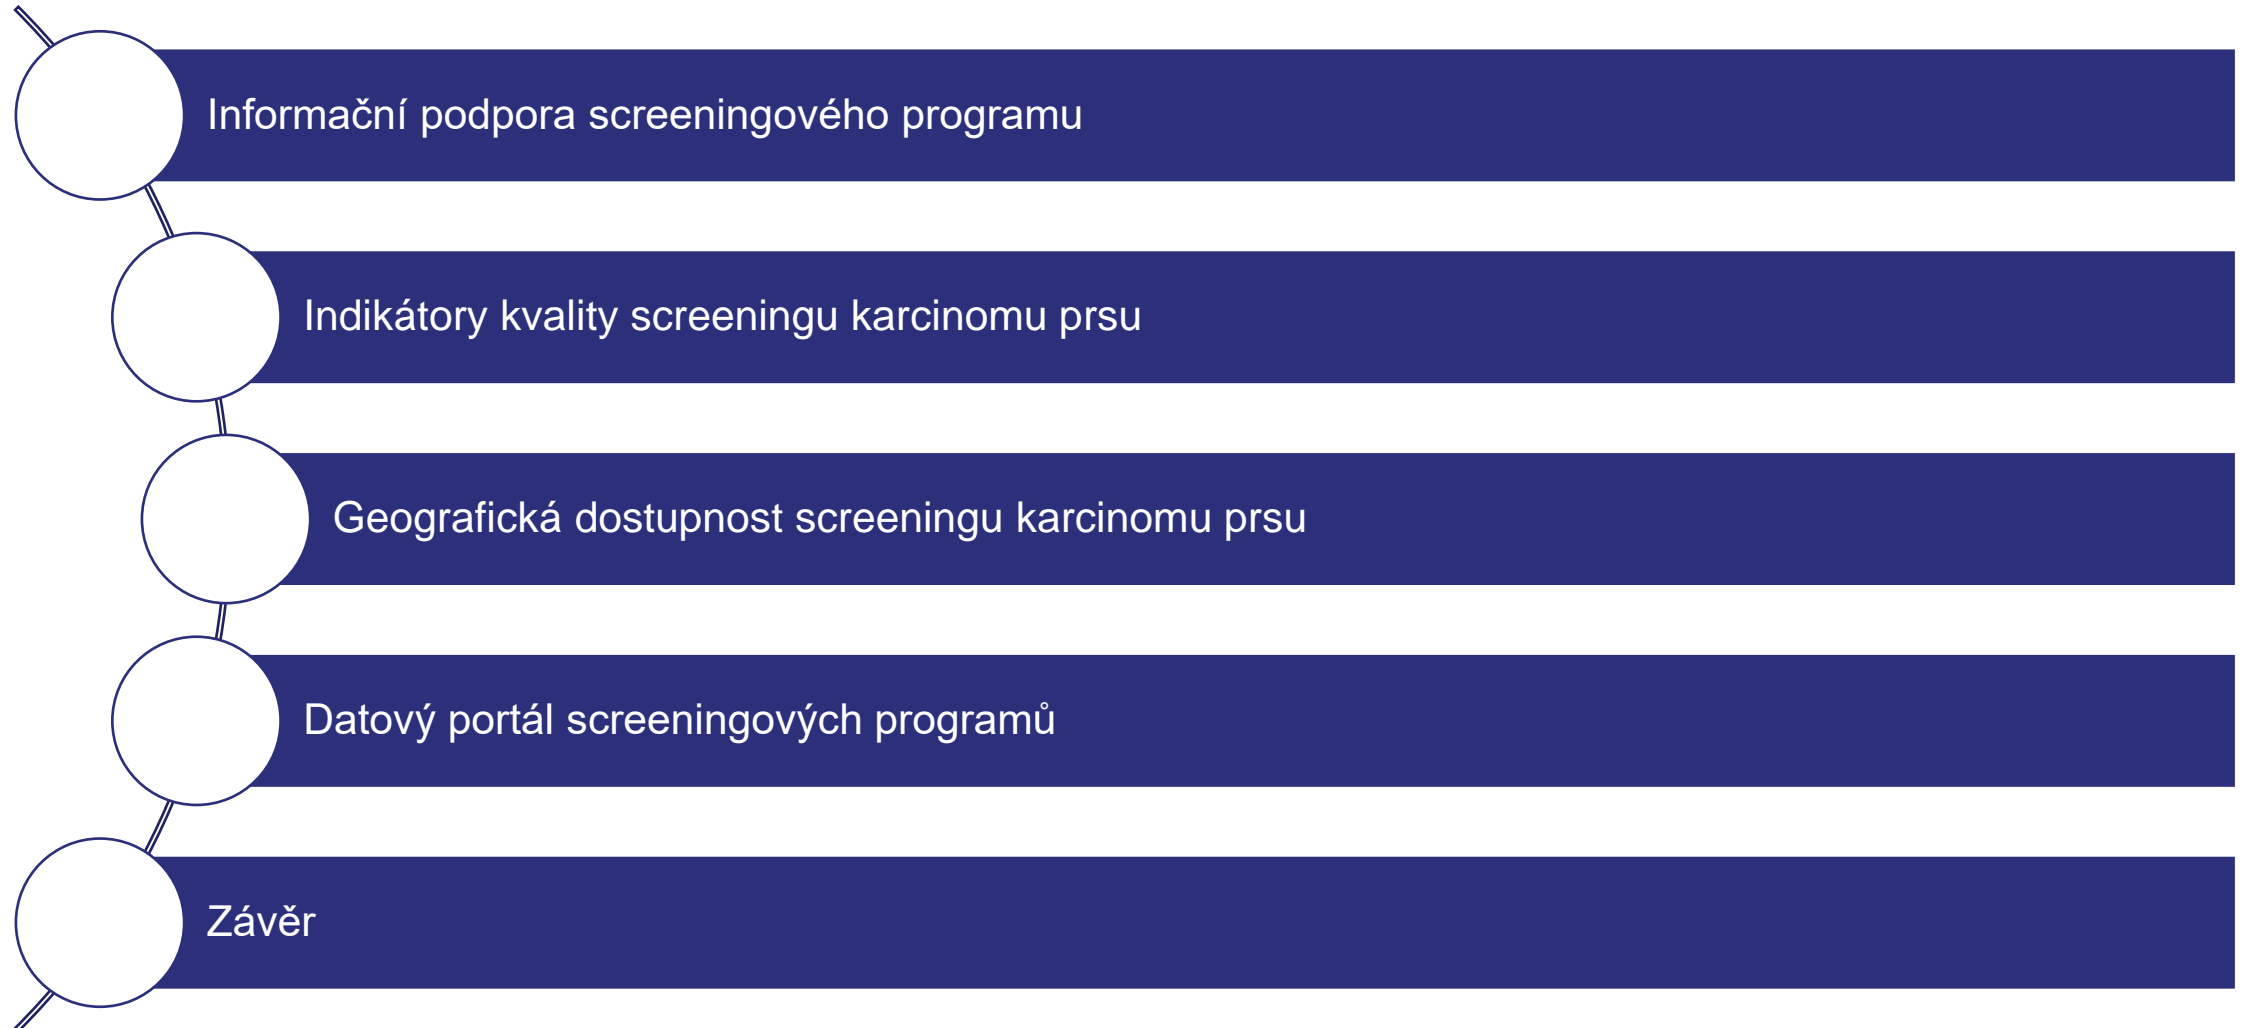 Informační podpora screeningového programu
Indikátory kvality screeningu karcinomu prsu
Geografická dostupnost screeningu karcinomu prsu
Datový portál screeningových programů
Závěr